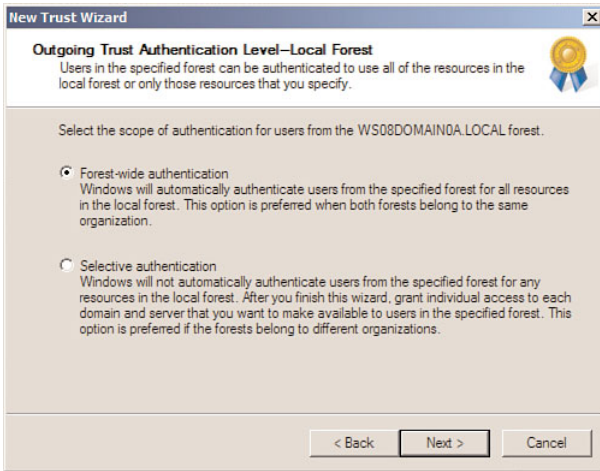 New Trust Wizard
Outgoing Trust Authentication Level--Local Forest
Users in the specified forest can be authenticated to use all of the resources in the
local forest or only those resources that you specify.
Select the scope of authentication for users from the WS08DOMAIN0A.LOCAL forest.
Forest-wide authentication
Windows will automatically authenticate users from the specified forest for all resources
in the local forest. This option is preferred when both forests belong to the same
organization.
Selective authentication
Windows will not automatically authenticate users from the specified forest for any
resources in the local forest. After you finish this wizard, grant individual access to each
domain and server that you want to make available to users in the specified forest. This
option is preferred if the forests belong to different organizations.
< Back
Next >
Cancel